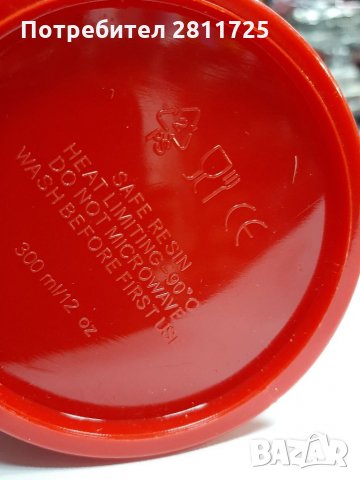 Потребител 2811725
PS
CE
SAFE RESIN
HEAT LIMITING 90°C
DO NOT MICROWAVE
WASH BEFORE FIRST USE
300 ml/12 oz
BAZAR